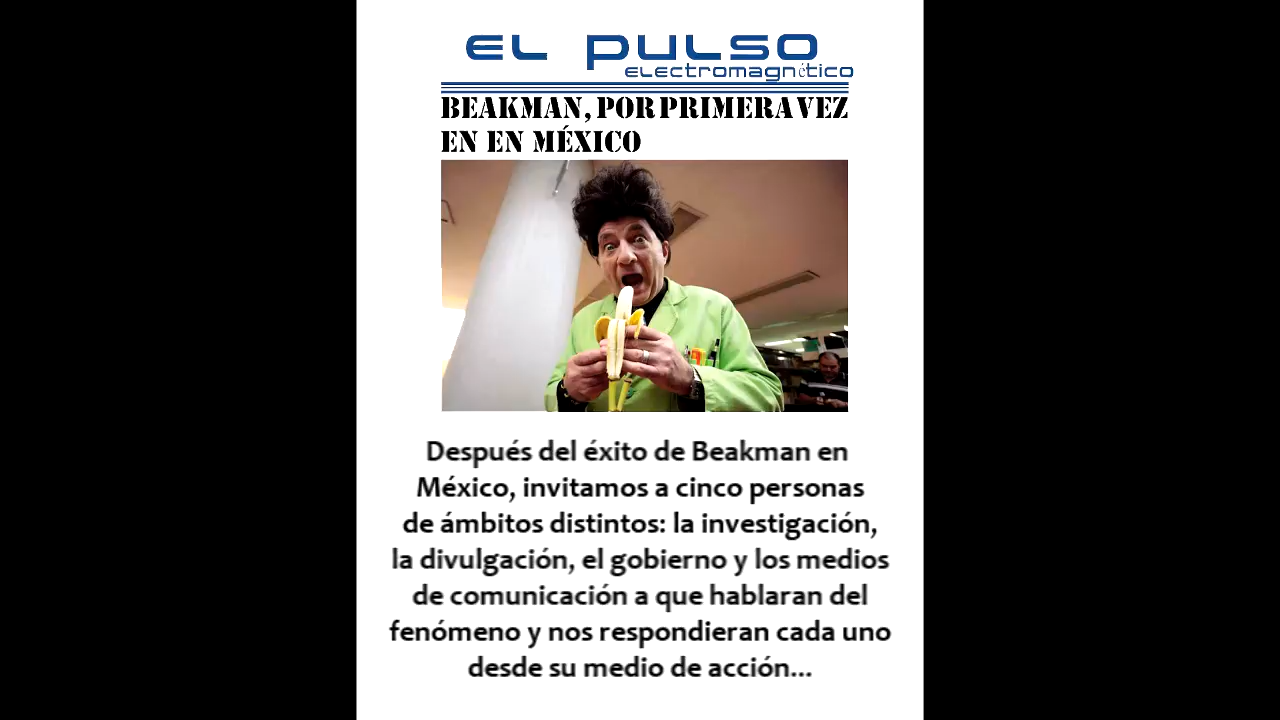 EL PULSO
electromagnético
BEAKMAN, POR PRIMERA VEZ
EN EN MÉXICO
Después del éxito de Beakman en
México, invitamos a cinco personas
de ámbitos distintos: la investigación,
la divulgación, el gobierno y los medios
de comunicación a que hablaran del
fenómeno y nos respondieran cada uno
desde su medio de acción...